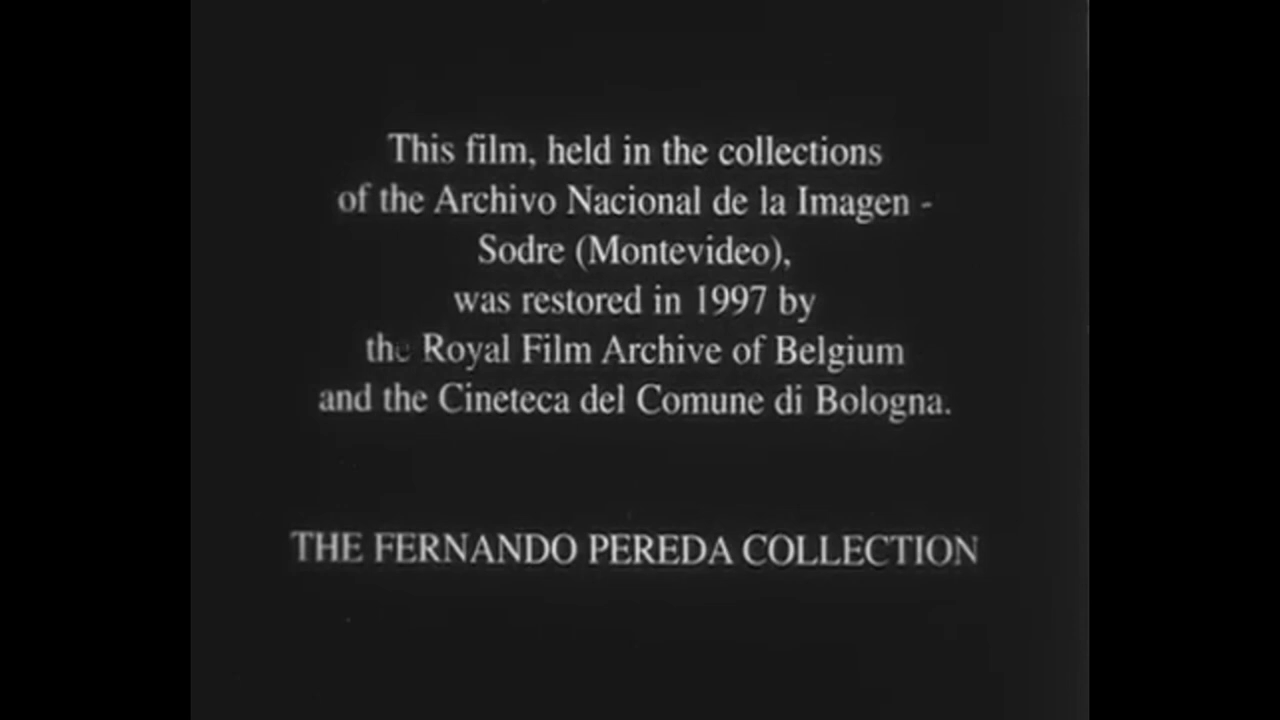 This film, held in the collections
of the Archivo Nacional de la Imagen -
Sodre (Montevideo),
was restored in 1997 by
the Royal Film Archive of Belgium
and the Cineteca del Comune di Bologna.
THE FERNANDO PEREDA COLLECTION